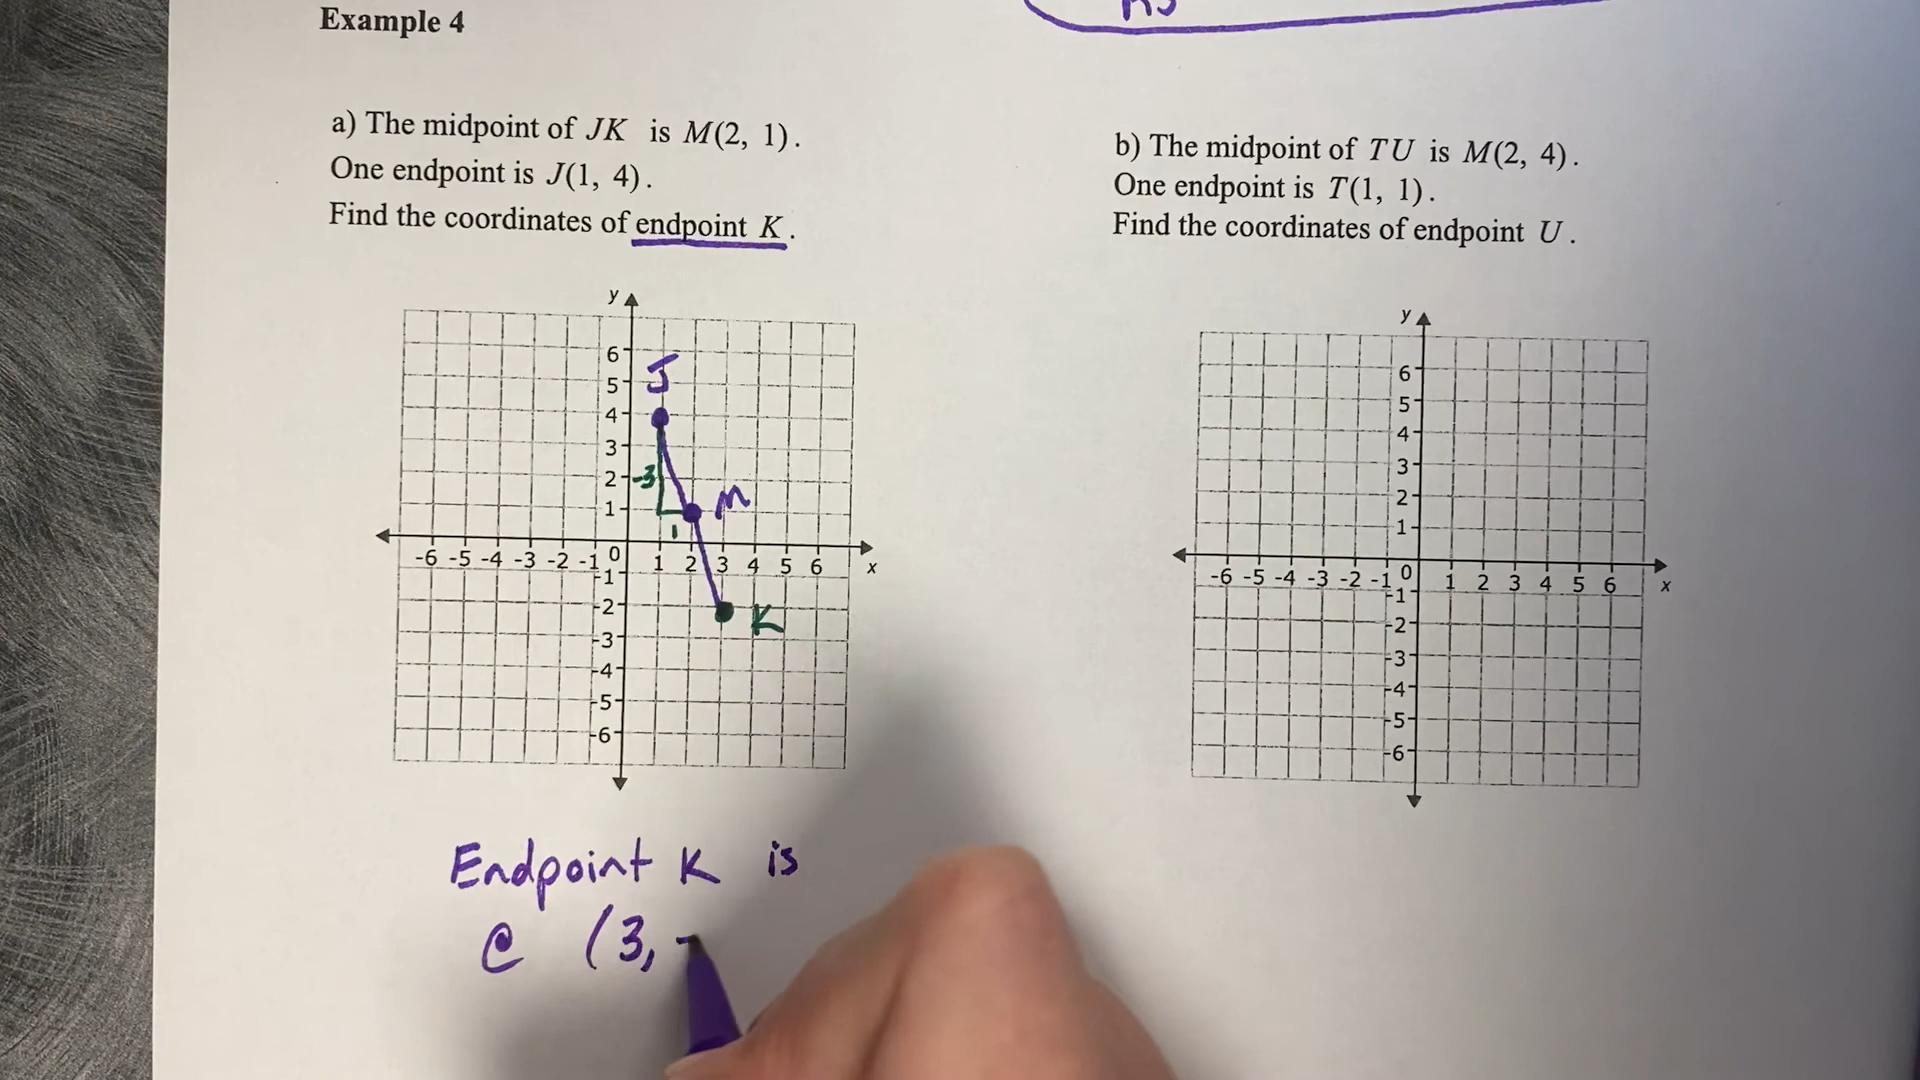 Example 4
a) The midpoint of JK is M(2, 1).
One endpoint is J(1, 4).
Find the coordinates of endpoint K.
y
6
5
J
4
3
2
-3
1
M
1
-6 -5 -4 -3 -2 -1 0 1 2 3 4 5 6 x
-1
-2
K
-3
-4
-5
-6
Endpoint K is
@ (3, -
b) The midpoint of TU is M(2, 4).
One endpoint is T(1, 1).
Find the coordinates of endpoint U.
y
6
5
4
3
2
1
-6 -5 -4 -3 -2 -1 0 1 2 3 4 5 6 x
-1
-2
-3
-4
-5
-6